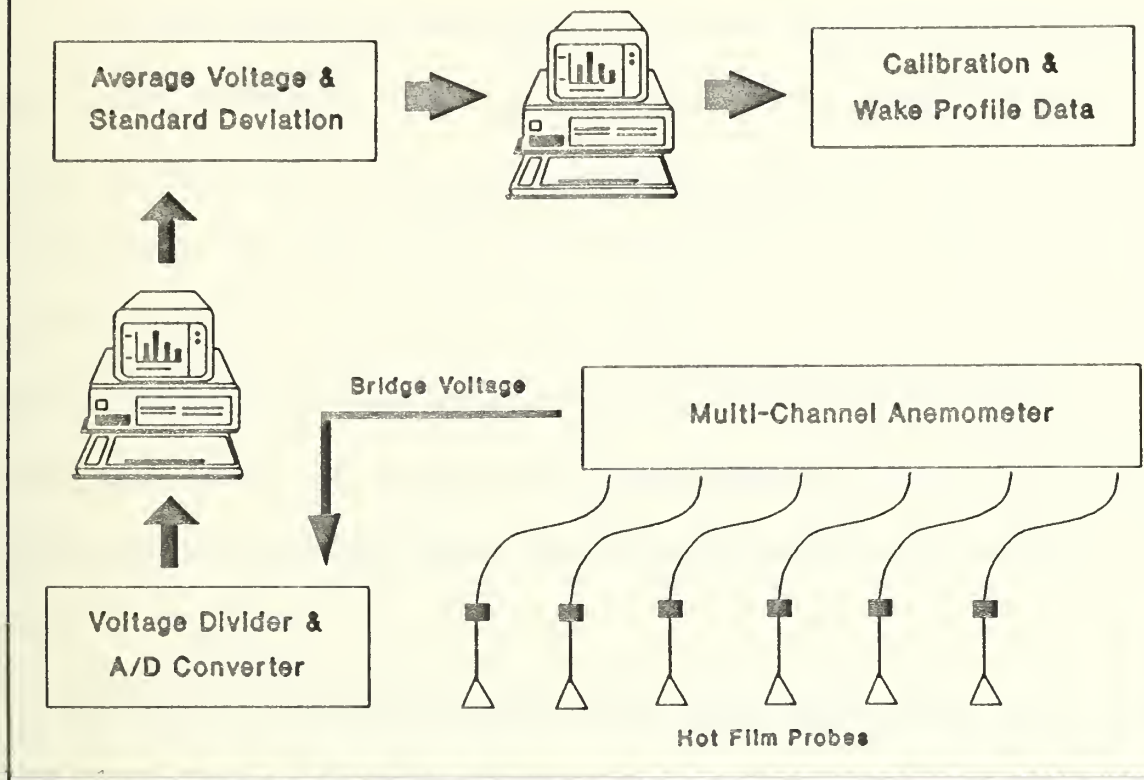 Average Voltage &
Standard Deviation
Calibration &
Wake Profile Data
Bridge Voltage
Multi-Channel Anemometer
Voltage Divider &
A/D Converter
Hot Film Probes